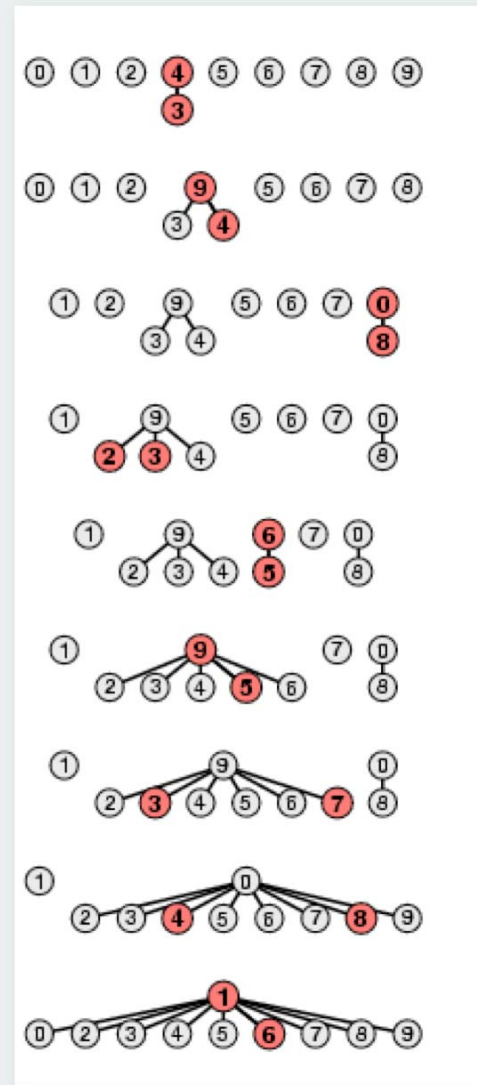 0 1 2 4 5 6 7 8 9
3
0 1 2 9 5 6 7 8
3 4
1 2 9 5 6 7 0
3 4 8
1 9 5 6 7 0
2 3 4 8
1 9 6 7 0
2 3 4 5 8
1 9 7 0
2 3 4 5 6 8
1 9 0
2 3 4 5 6 7 8
1 0
2 3 4 5 6 7 8 9
1
0 2 3 4 5 6 7 8 9